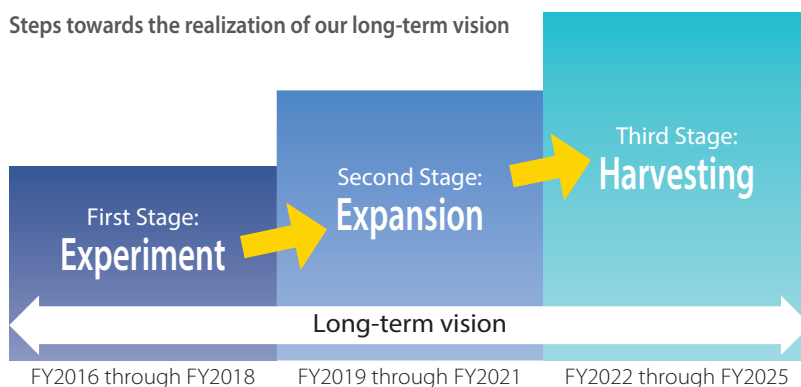 Steps towards the realization of our long-term vision
First Stage:
Experiment
Second Stage:
Expansion
Third Stage:
Harvesting
Long-term vision
FY2016 through FY2018
FY2019 through FY2021
FY2022 through FY2025